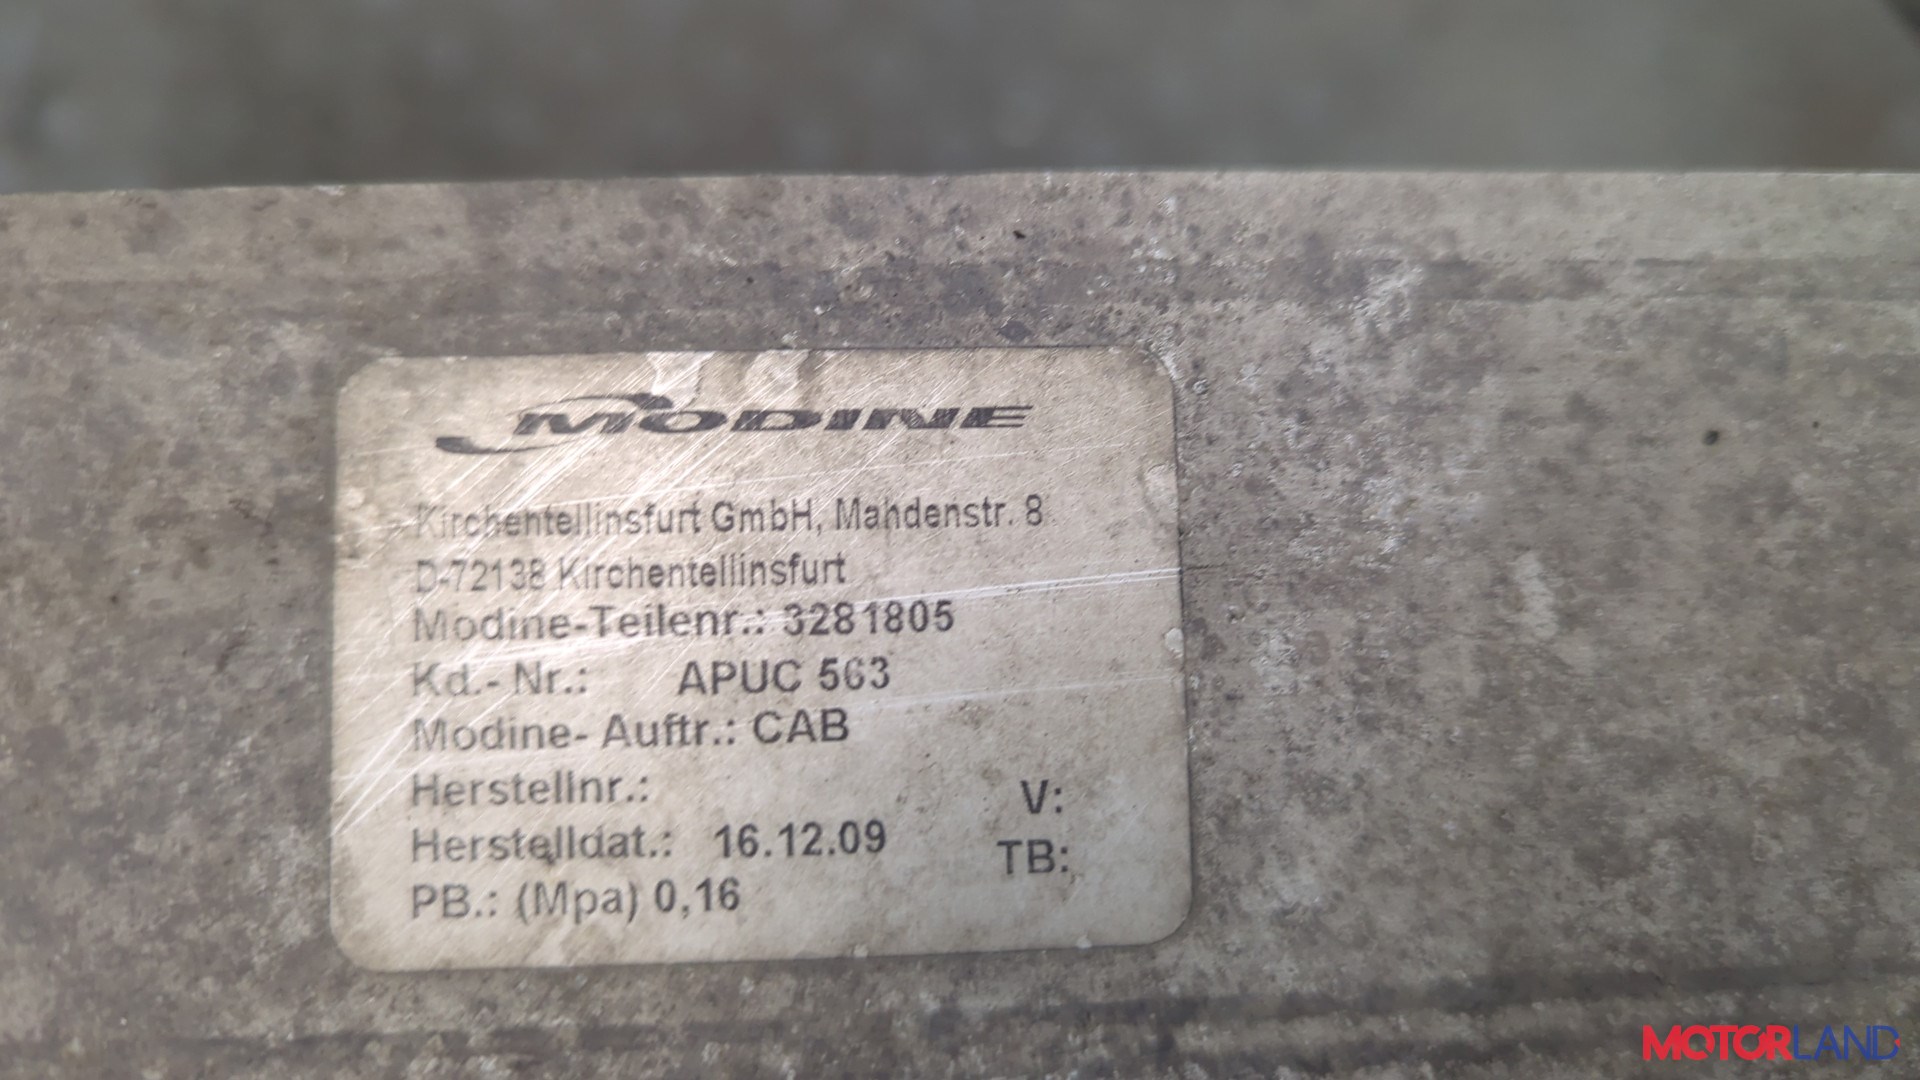 MODINE
Kirchentellinsfurt GmbH, Mahdenstr. 8
D-72138 Kirchentellinsfurt
Modine-Teilenr.: 3281805
Kd.- Nr.: APUC 563
Modine- Auftr.: CAB
Herstellnr.:
V:
Herstelldat.: 16.12.09
TB:
PB.: (Mpa) 0,16
MOTORLAND